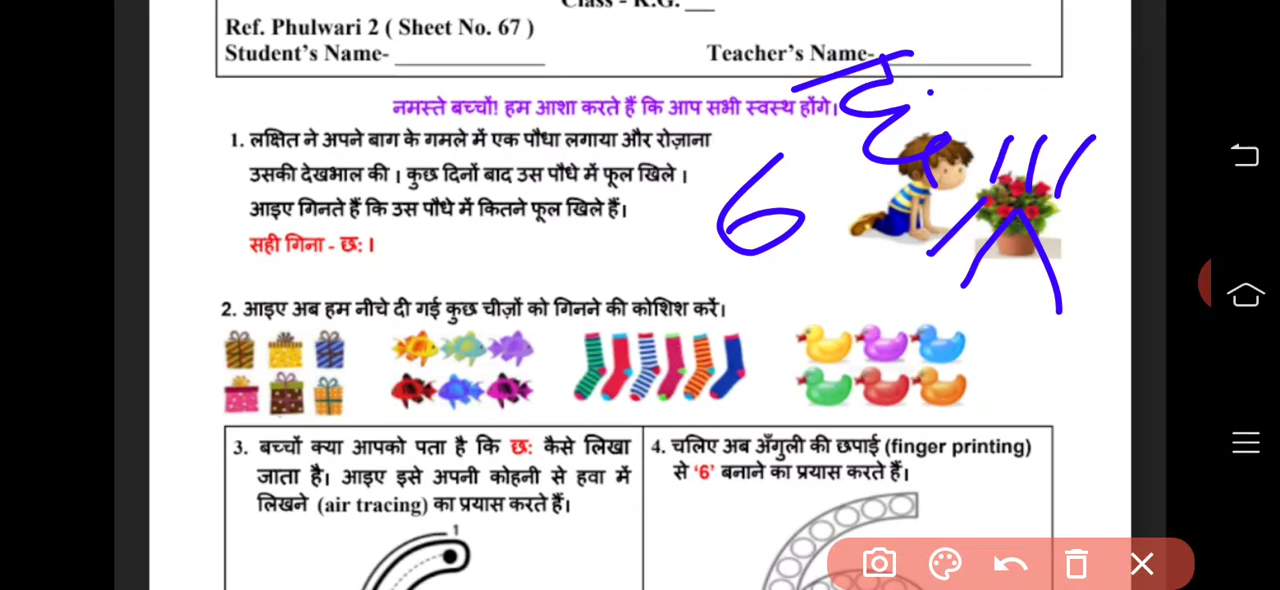 Class - K.G. ___
Ref. Phulwari 2 ( Sheet No. 67 )
Student’s Name- ______________ Teacher’s Name-______________
नमस्ते बच्चों! हम आशा करते हैं कि आप सभी स्वस्थ होंगे।
1. लक्षित ने अपने बाग के गमले में एक पौधा लगाया और रोज़ाना
उसकी देखभाल की । कुछ दिनों बाद उस पौधे में फूल खिले ।
आइए गिनते हैं कि उस पौधे में कितने फूल खिले हैं।
सही गिना - छ: ।
6
2. आइए अब हम नीचे दी गई कुछ चीज़ों को गिनने की कोशिश करें।
3. बच्चों क्या आपको पता है कि छ: कैसे लिखा
जाता है। आइए इसे अपनी कोहनी से हवा में
लिखने (air tracing) का प्रयास करते हैं।
1
4. चलिए अब अँगुली की छपाई (finger printing)
से ‘6’ बनाने का प्रयास करते हैं।